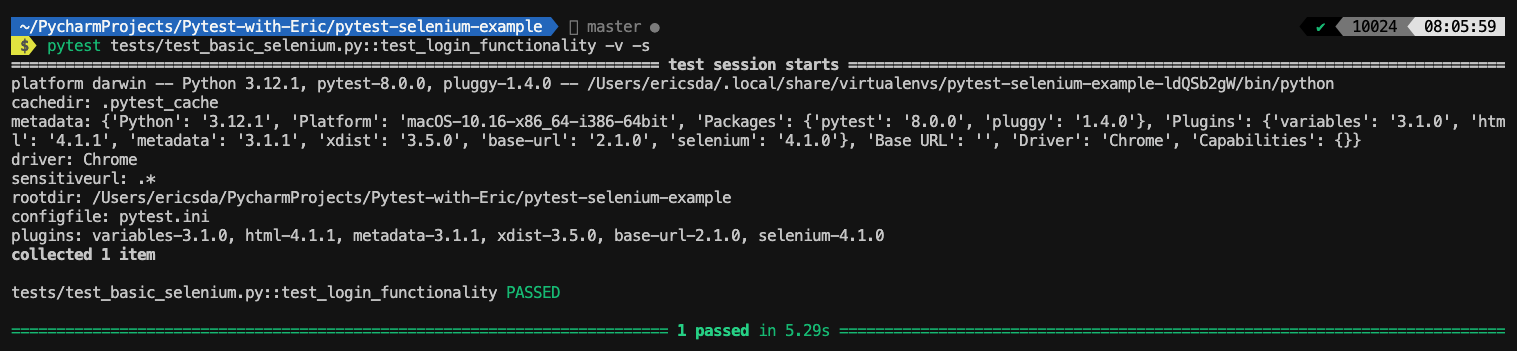 ~/PycharmProjects/Pytest-with-Eric/pytest-selenium-example master ● ✔ 10024 08:05:59
$ pytest tests/test_basic_selenium.py::test_login_functionality -v -s
======================================================================== test session starts =========================================================================
platform darwin -- Python 3.12.1, pytest-8.0.0, pluggy-1.4.0 -- /Users/ericsda/.local/share/virtualenvs/pytest-selenium-example-ldQSb2gW/bin/python
cachedir: .pytest_cache
metadata: {'Python': '3.12.1', 'Platform': 'macOS-10.16-x86_64-i386-64bit', 'Packages': {'pytest': '8.0.0', 'pluggy': '1.4.0'}, 'Plugins': {'variables': '3.1.0', 'htm
l': '4.1.1', 'metadata': '3.1.1', 'xdist': '3.5.0', 'base-url': '2.1.0', 'selenium': '4.1.0'}, 'Base URL': '', 'Driver': 'Chrome', 'Capabilities': {}}
driver: Chrome
sensitiveurl: .*
rootdir: /Users/ericsda/PycharmProjects/Pytest-with-Eric/pytest-selenium-example
configfile: pytest.ini
plugins: variables-3.1.0, html-4.1.1, metadata-3.1.1, xdist-3.5.0, base-url-2.1.0, selenium-4.1.0
collected 1 item
tests/test_basic_selenium.py::test_login_functionality PASSED
========================================================================= 1 passed in 5.29s ==========================================================================